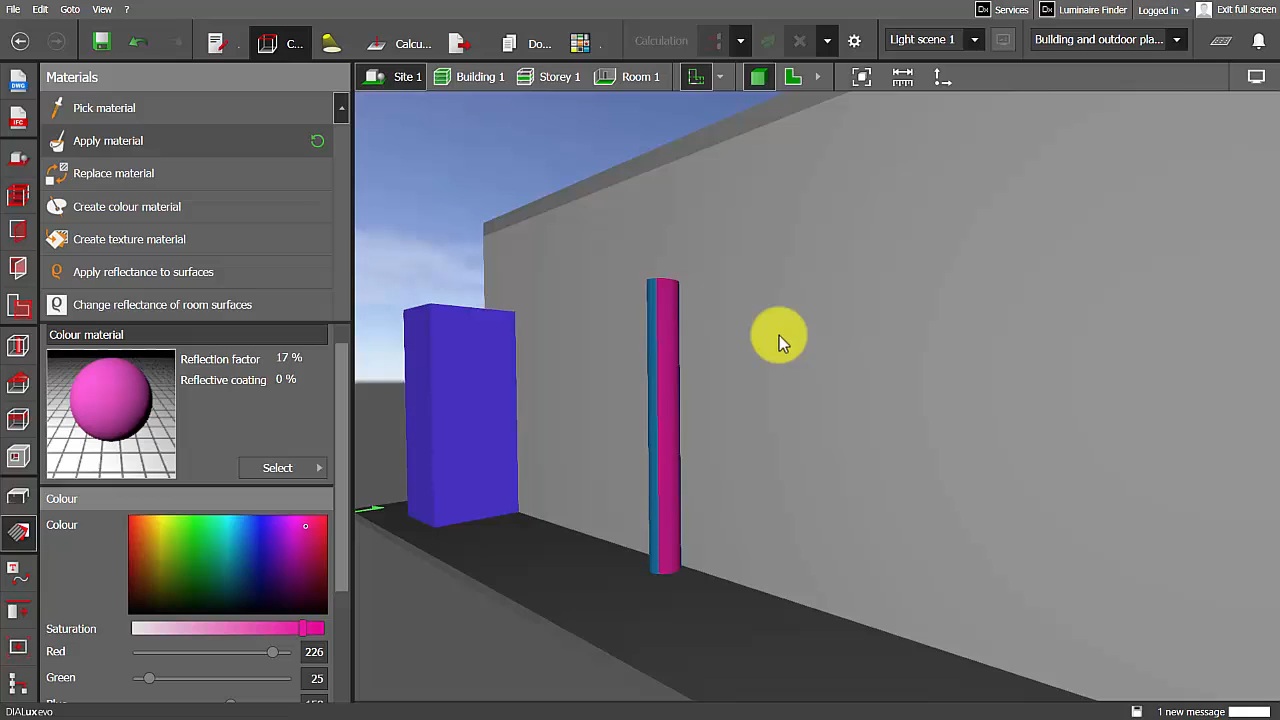 File Edit Goto View ?
Services Luminaire Finder Logged in Exit full screen
C... Calcu... Do... Calculation Light scene 1 Building and outdoor pla...
DWG
IFC
Materials
Site 1 Building 1 Storey 1 Room 1
Pick material
Apply material
Replace material
Create colour material
Create texture material
Apply reflectance to surfaces
Change reflectance of room surfaces
Colour material
Reflection factor 17 %
Reflective coating 0 %
Select
Colour
Colour
Saturation
Red 226
Green 25
DIALux evo 1 new message